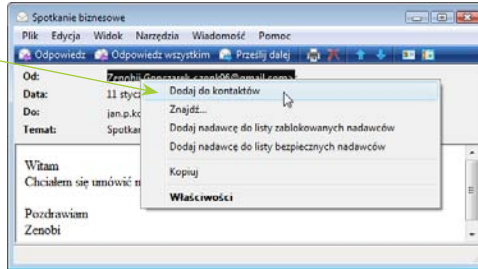 Spotkanie biznesowe
Plik Edycja Widok Narzędzia Wiadomość Pomoc
Odpowiedz Odpowiedz wszystkim Prześlij dalej
Od:
Data: 11 stycz
Do: jan.p.kc
Temat: Spotkar
Dodaj do kontaktów
Znajdź...
Dodaj nadawcę do listy zablokowanych nadawców
Dodaj nadawcę do listy bezpiecznych nadawców
Kopiuj
Właściwości
Witam
Chciałem się umówić n
Pozdrawiam
Zenobi